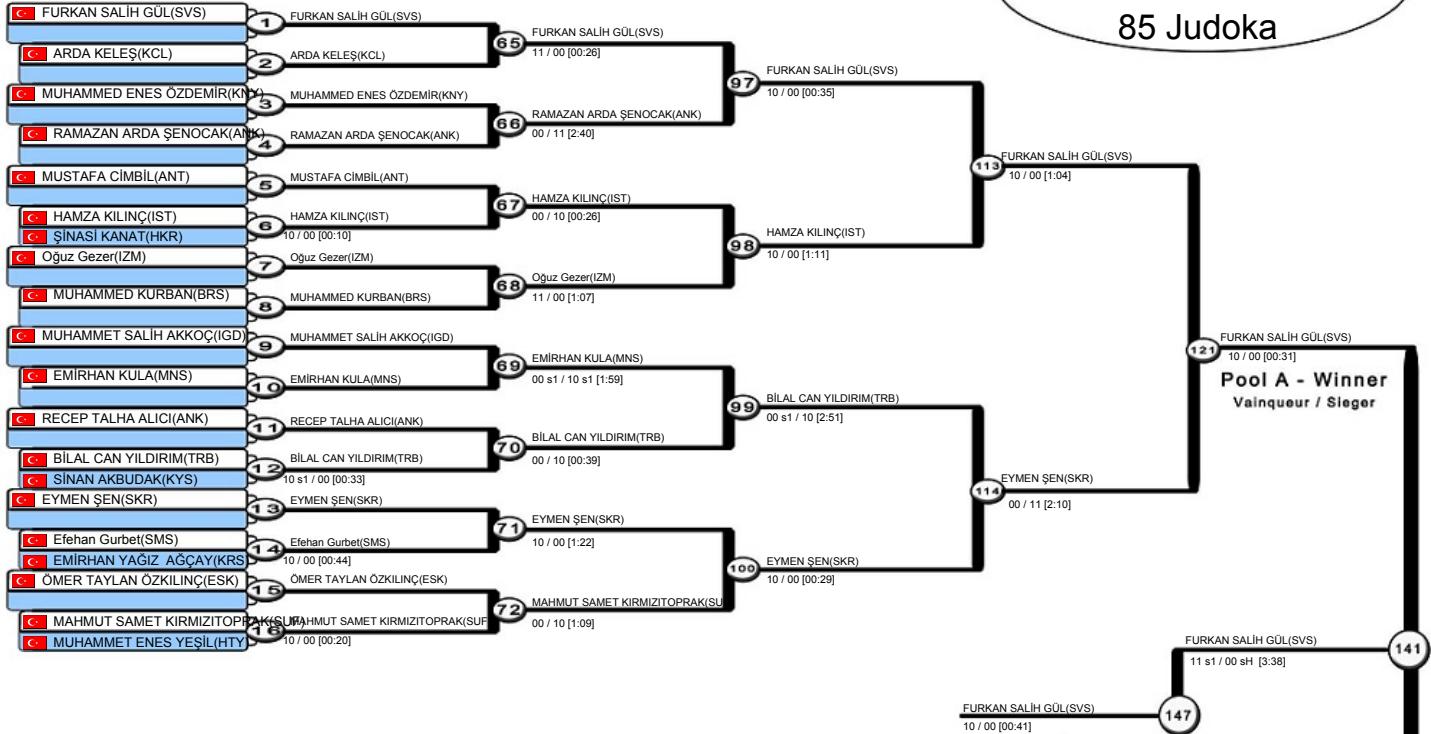 85 Judoka
FURKAN SALİH GÜL(SVS)
ARDA KELEŞ(KCL)
MUHAMMED ENES ÖZDEMİR(KNY)
RAMAZAN ARDA ŞENOCAK(ANK)
MUSTAFA CİMBİL(ANT)
HAMZA KILINÇ(IST)
ŞİNASİ KANAT(HKR)
Oğuz Gezer(IZM)
MUHAMMED KURBAN(BRS)
MUHAMMET SALİH AKKOÇ(IGD)
EMİRHAN KULA(MNS)
RECEP TALHA ALICI(ANK)
BİLAL CAN YILDIRIM(TRB)
SİNAN AKBUDAK(KYS)
EYMEN ŞEN(SKR)
Efehan Gurbet(SMS)
EMİRHAN YAĞIZ AĞÇAY(KRS)
ÖMER TAYLAN ÖZKILINÇ(ESK)
MAHMUT SAMET KIRMIZITOPRAK(SUF)
MUHAMMET ENES YEŞİL(HTY)
1
2
3
4
5
6
7
8
9
10
11
12
13
14
15
16
FURKAN SALİH GÜL(SVS)
ARDA KELEŞ(KCL)
MUHAMMED ENES ÖZDEMİR(KNY)
RAMAZAN ARDA ŞENOCAK(ANK)
MUSTAFA CİMBİL(ANT)
HAMZA KILINÇ(IST)
10 / 00 [00:10]
Oğuz Gezer(IZM)
MUHAMMED KURBAN(BRS)
MUHAMMET SALİH AKKOÇ(IGD)
EMİRHAN KULA(MNS)
RECEP TALHA ALICI(ANK)
BİLAL CAN YILDIRIM(TRB)
10 s1 / 00 [00:33]
EYMEN ŞEN(SKR)
Efehan Gurbet(SMS)
10 / 00 [00:44]
ÖMER TAYLAN ÖZKILINÇ(ESK)
MAHMUT SAMET KIRMIZITOPRAK(SUF
10 / 00 [00:20]
65
66
67
68
69
70
71
72
FURKAN SALİH GÜL(SVS)
11 / 00 [00:26]
RAMAZAN ARDA ŞENOCAK(ANK)
00 / 11 [2:40]
HAMZA KILINÇ(IST)
00 / 10 [00:26]
Oğuz Gezer(IZM)
11 / 00 [1:07]
EMİRHAN KULA(MNS)
00 s1 / 10 s1 [1:59]
BİLAL CAN YILDIRIM(TRB)
00 / 10 [00:39]
EYMEN ŞEN(SKR)
10 / 00 [1:22]
MAHMUT SAMET KIRMIZITOPRAK(SU
00 / 10 [1:09]
97
98
99
100
FURKAN SALİH GÜL(SVS)
10 / 00 [00:35]
HAMZA KILINÇ(IST)
10 / 00 [1:11]
BİLAL CAN YILDIRIM(TRB)
00 s1 / 10 [2:51]
EYMEN ŞEN(SKR)
10 / 00 [00:29]
113
114
FURKAN SALİH GÜL(SVS)
10 / 00 [1:04]
EYMEN ŞEN(SKR)
00 / 11 [2:10]
121
FURKAN SALİH GÜL(SVS)
10 / 00 [00:31]
Pool A - Winner
Vainqueur / Sieger
FURKAN SALİH GÜL(SVS)
11 s1 / 00 sH [3:38]
141
FURKAN SALİH GÜL(SVS)
10 / 00 [00:41]
147